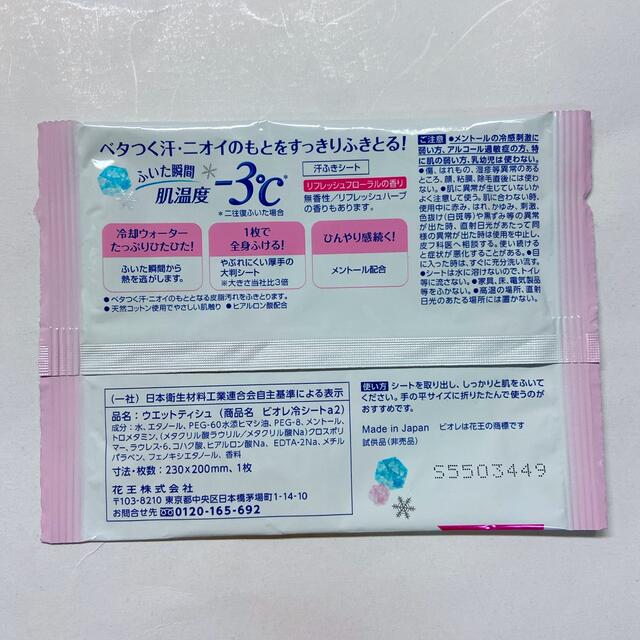 ベタつく汗・ニオイのもとをすっきりふきとる！
ふいた瞬間
肌温度
−3℃*
*二往復ふいた場合
汗ふきシート
リフレッシュフローラルの香り
無香性／リフレッシュハーブ
の香りもあります。
冷却ウォーター
たっぷりひたひた！
ふいた瞬間から
熱を逃がします。
1枚で
全身ふける！
やぶれにくい厚手の
大判シート
※大きさ当社比3倍
ひんやり感続く！
メントール配合
●ベタつく汗・ニオイのもととなる皮脂汚れをふきとります。
●天然コットン使用でやさしい肌触り ●ヒアルロン酸配合
ご注意 ●メントールの冷感刺激に
弱い方、アルコール過敏症の方、特
に肌の弱い方、乳幼児は使わない。
●傷、はれもの、湿疹等異常のある
ところ、顔、粘膜、除毛直後には使
わない。●肌に異常が生じていないか
よく注意して使う。肌に合わない時、
使用中に赤み、はれ、かゆみ、刺激、
色抜け(白斑等)や黒ずみ等の異常
が出た時、直射日光があたって同
様の異常が出た時は使用を中止し、
皮フ科医へ相談する。使い続ける
と症状が悪化することがある。●目
に入った時は、すぐに充分洗い流す。
●シートは水に溶けないので、トイレ
等に流さない。●家具、床、電気製品
等をふかない。●高温の場所、直射
日光のあたる場所には置かない。
(一社) 日本衛生材料工業連合会自主基準による表示
品名：ウエットティシュ（商品名 ビオレ冷シートa2）
成分：水、エタノール、PEG-60水添ヒマシ油、PEG-8、メントール、
トロメタミン、(メタクリル酸ラウリル/メタクリル酸Na)クロスポリ
マー、ラウレス-6、コハク酸、ヒアルロン酸Na、EDTA-2Na、メチル
パラベン、フェノキシエタノール、香料
寸法・枚数：230×200mm、1枚
花王株式会社
〒103-8210 東京都中央区日本橋茅場町1-14-10
お問合せ先 0120-165-692
使い方 シートを取り出し、しっかりと肌をふいて
ください。手の平サイズに折りたたんで使うのが
おすすめです。
Made in Japan ビオレは花王の商標です
試供品(非売品)
S5503449